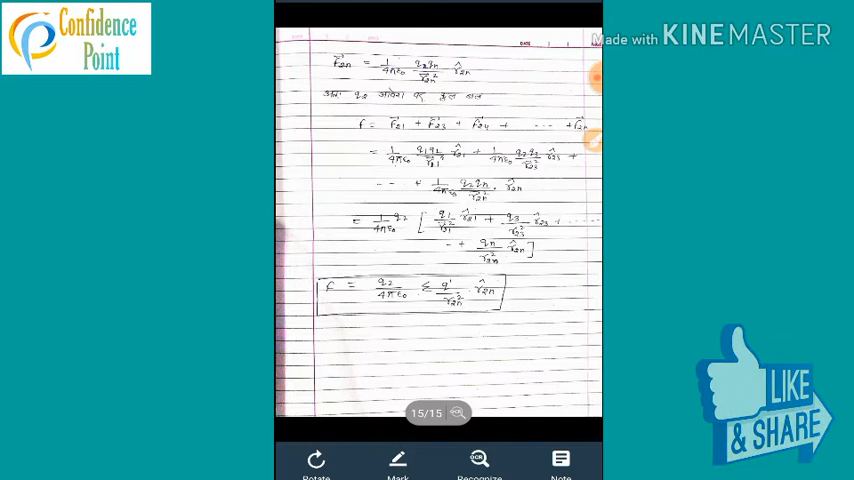 Confidence
Point
Made with KINEMASTER
DATE
F⃗2n = 1/4πε0 q2qn/r2n² r̂2n
अतः q2 आवेश पर कुल बल
F = F⃗21 + F⃗23 + F⃗24 + ---- + F⃗2n
= 1/4πε0 q1q2/r21² r̂21 + 1/4πε0 q2q3/r23² r̂23 +
-- + 1/4πε0 q2qn/r2n² . r̂2n
= 1/4πε0 q2 [ q1/r21² r̂21 + q3/r23² r̂23 + ----
-- + qn/r2n² r̂2n ]
F = q2/4πε0 . Σ q'/r2n² . r̂2n
15/15
OCR
OCR
Rotate
Mark
Recognize
Note
LIKE
& SHARE